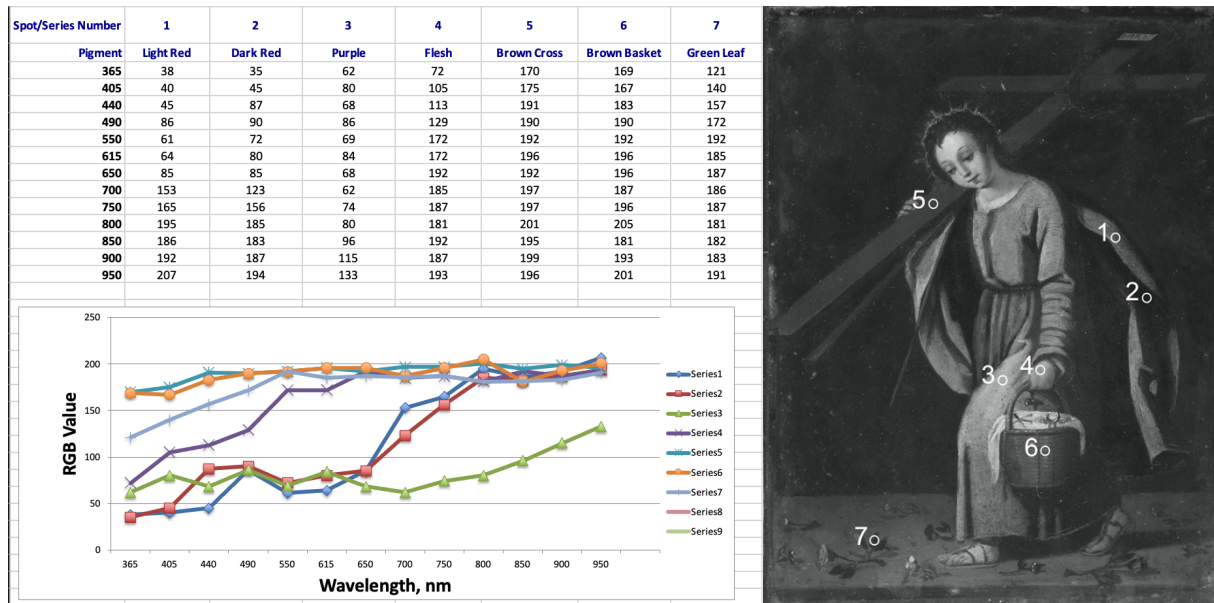 Spot/Series Number 1 2 3 4 5 6 7
Pigment Light Red Dark Red Purple Flesh Brown Cross Brown Basket Green Leaf
365 38 35 62 72 170 169 121
405 40 45 80 105 175 167 140
440 45 87 68 113 191 183 157
490 86 90 86 129 190 190 172
550 61 72 69 172 192 192 192
615 64 80 84 172 196 196 185
650 85 85 68 192 192 196 187
700 153 123 62 185 197 187 186
750 165 156 74 187 197 196 187
800 195 185 80 181 201 205 181
850 186 183 96 192 195 181 182
900 192 187 115 187 199 193 183
950 207 194 133 193 196 201 191
250
200
150
100
50
0
RGB Value
365 405 440 490 550 615 650 700 750 800 850 900 950
Wavelength, nm
Series1
Series2
Series3
Series4
Series5
Series6
Series7
Series8
Series9
5
1
2
3 4
6
7